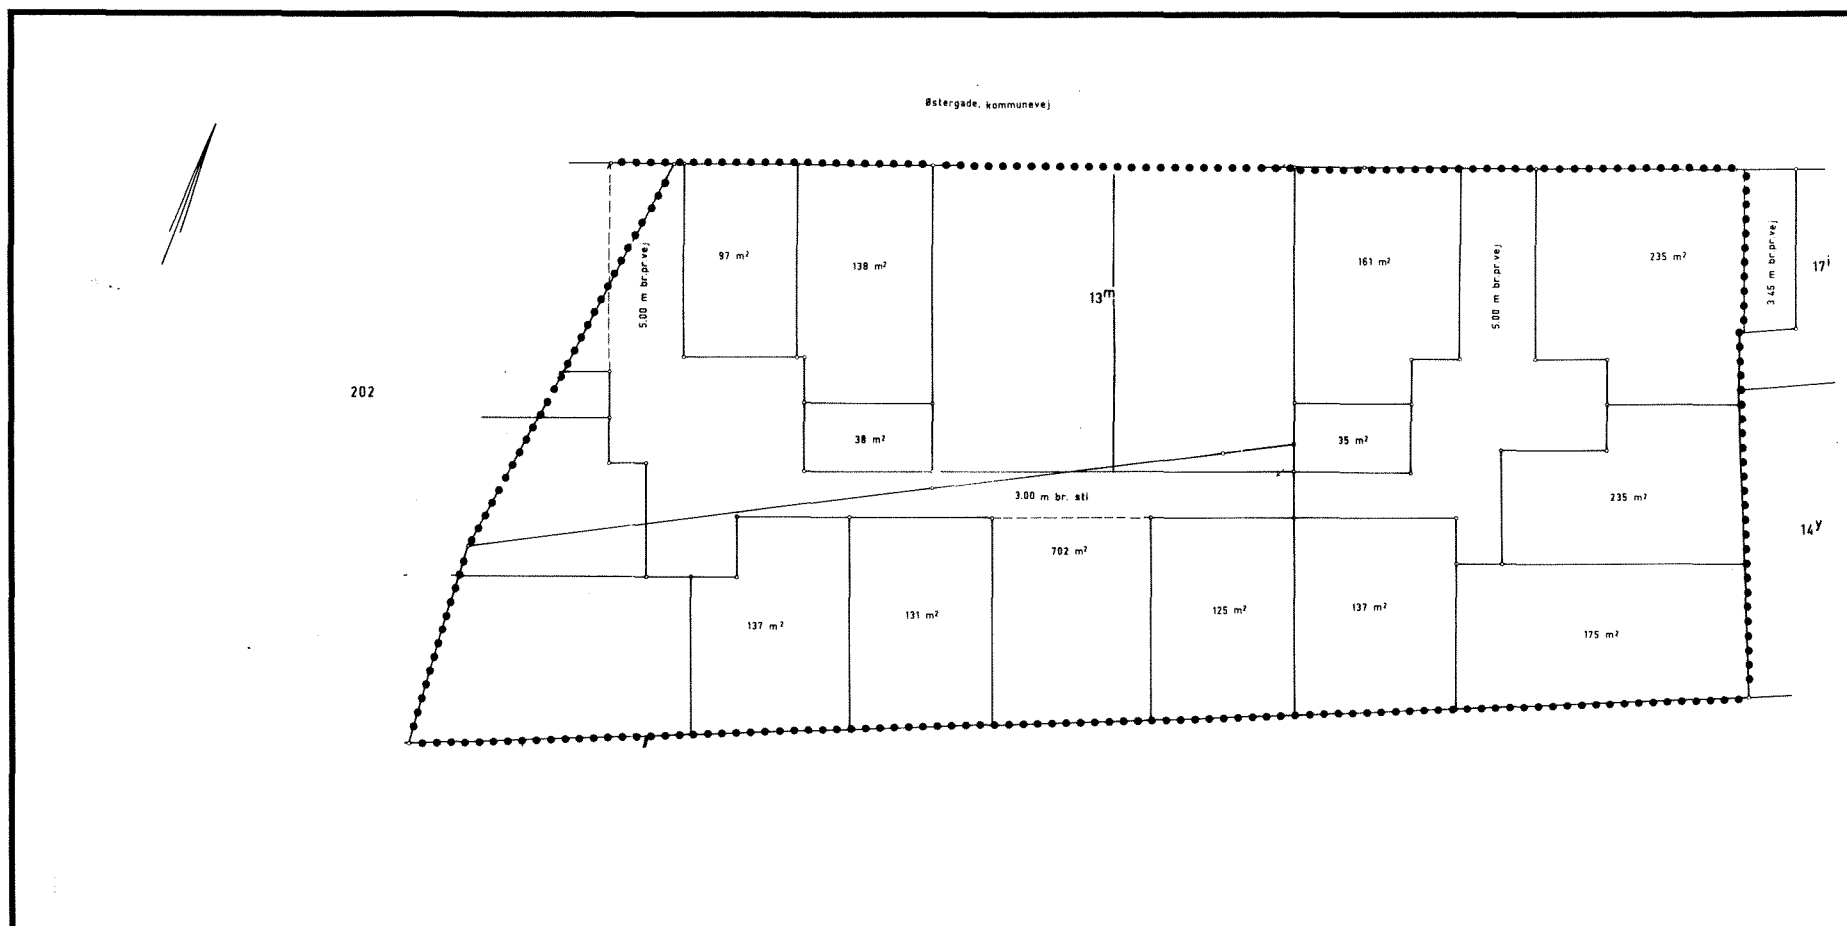 Østergade, kommunevej
5.00 m br.pr.vej
97 m²
138 m²
13ᵐ
161 m²
5.00 m br.pr.vej
235 m²
3.45 m br.pr.vej
17ⁱ
202
38 m²
35 m²
3.00 m br. sti
235 m²
14ʸ
702 m²
137 m²
131 m²
125 m²
137 m²
175 m²